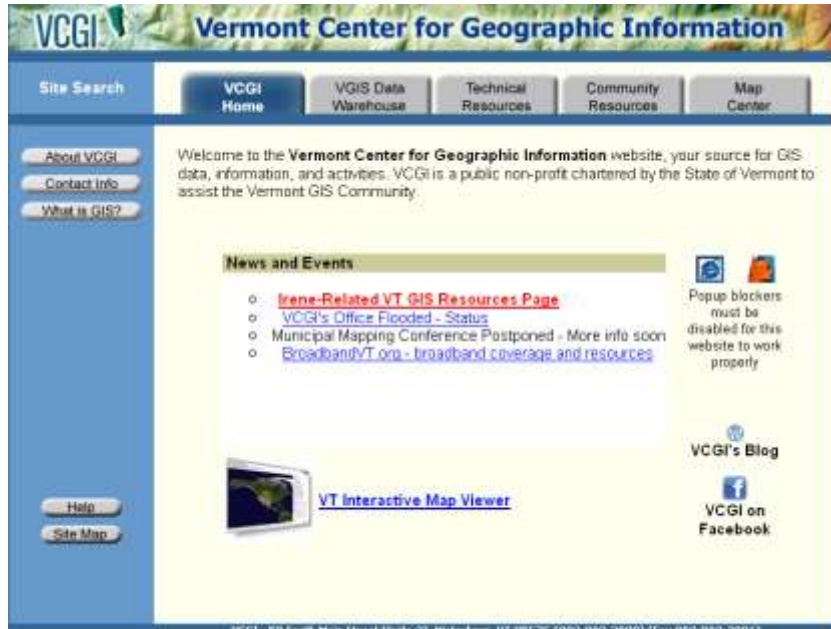 VCGI
Vermont Center for Geographic Information
Site Search
VCGI Home
VGIS Data Warehouse
Technical Resources
Community Resources
Map Center
About VCGI
Contact Info
What is GIS?
Welcome to the Vermont Center for Geographic Information website, your source for GIS
data, information, and activities. VCGI is a public non-profit chartered by the State of Vermont to
assist the Vermont GIS Community.
News and Events
Irene-Related VT GIS Resources Page
VCGI's Office Flooded - Status
Municipal Mapping Conference Postponed - More info soon
BroadbandVT.org - broadband coverage and resources
Popup blockers
must be
disabled for this
website to work
properly
VCGI's Blog
VT Interactive Map Viewer
VCGI on
Facebook
Help
Site Map